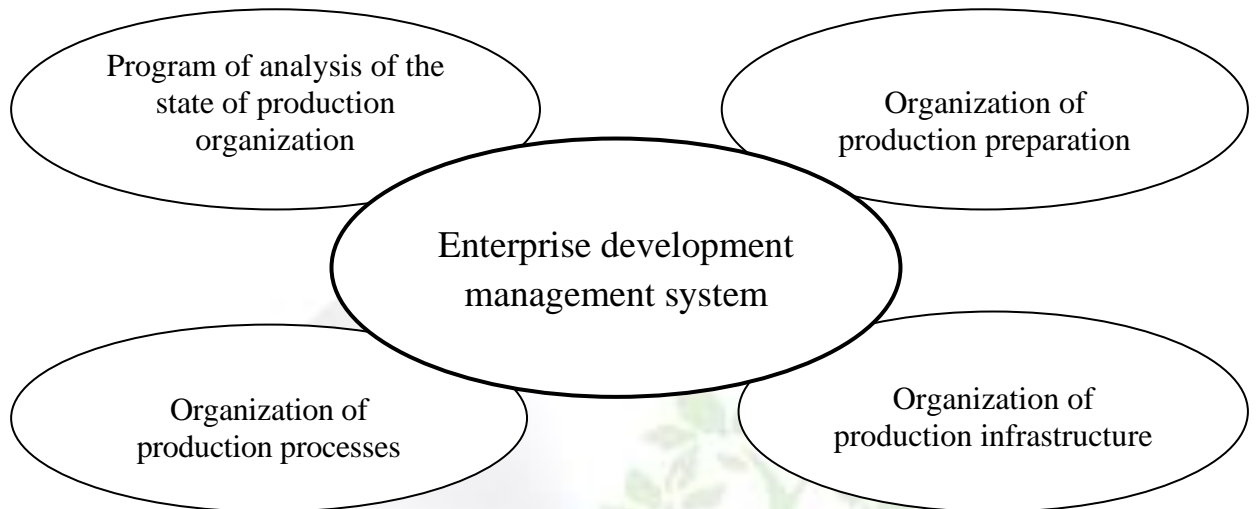 Program of analysis of the
state of production
organization
Organization of
production preparation
Enterprise development
management system
Organization of
production processes
Organization of
production infrastructure